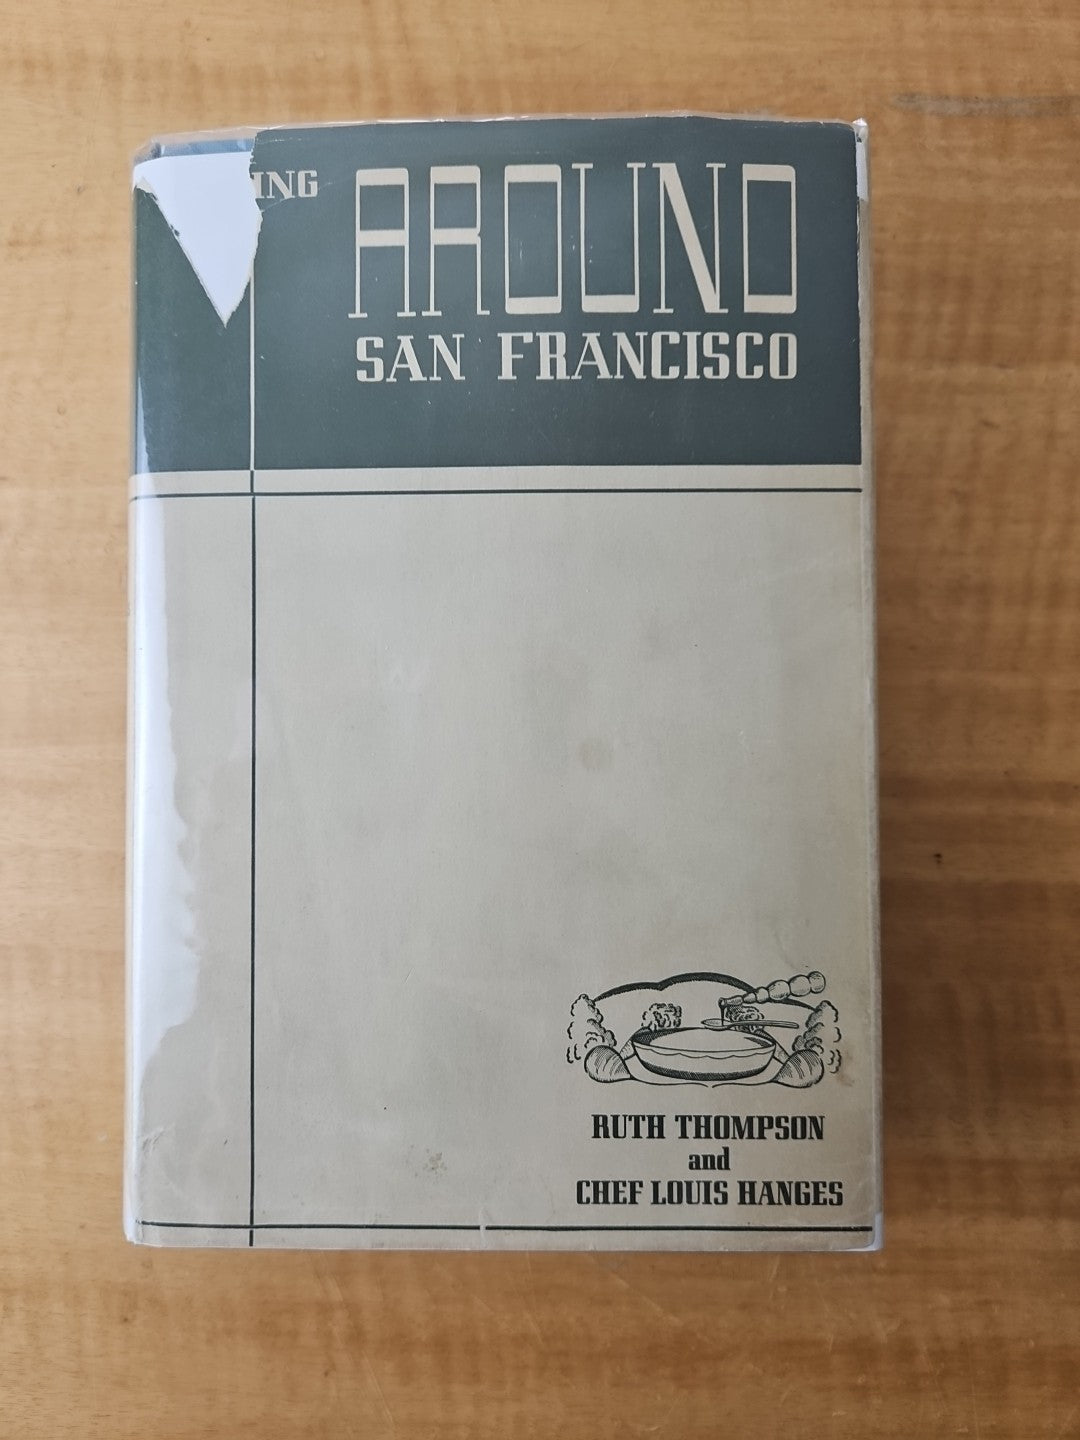 ING AROUND
SAN FRANCISCO
RUTH THOMPSON
and
CHEF LOUIS HANGES